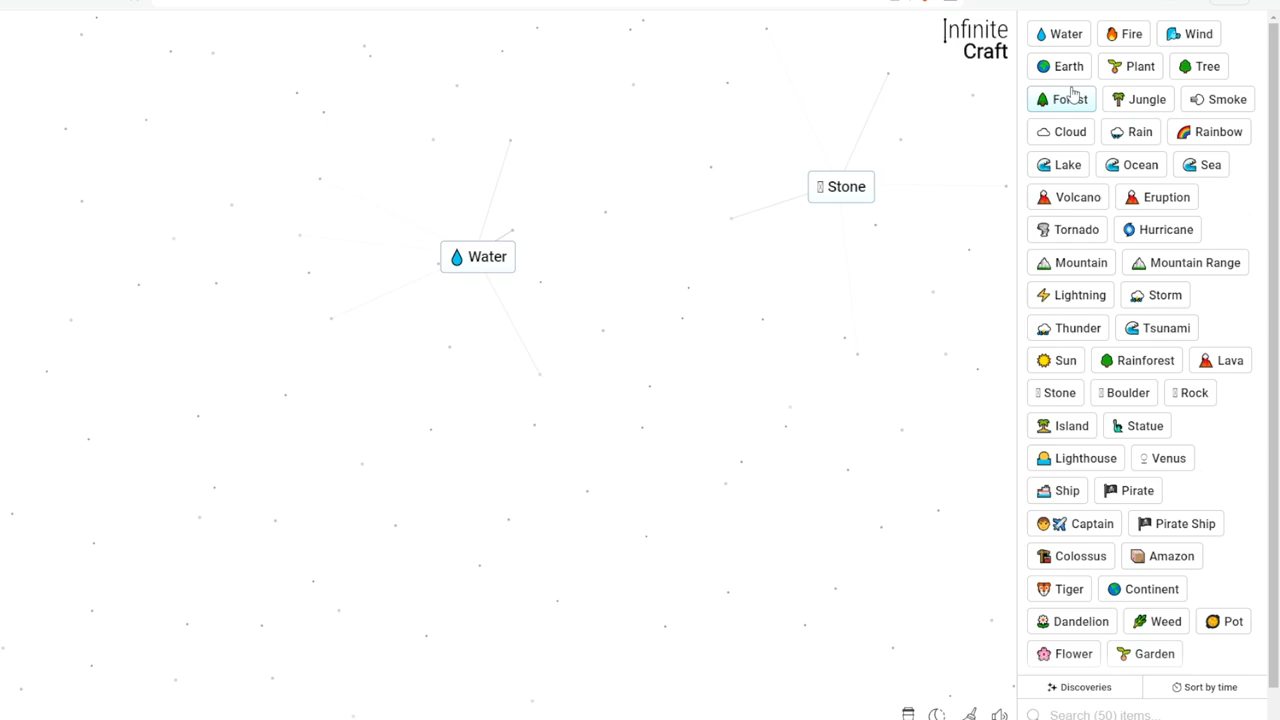 Infinite
Craft
Water
Stone
Water Fire Wind
Earth Plant Tree
Forest Jungle Smoke
Cloud Rain Rainbow
Lake Ocean Sea
Volcano Eruption
Tornado Hurricane
Mountain Mountain Range
Lightning Storm
Thunder Tsunami
Sun Rainforest Lava
Stone Boulder Rock
Island Statue
Lighthouse Venus
Ship Pirate
Captain Pirate Ship
Colossus Amazon
Tiger Continent
Dandelion Weed Pot
Flower Garden
Discoveries Sort by time
Search (50) items...